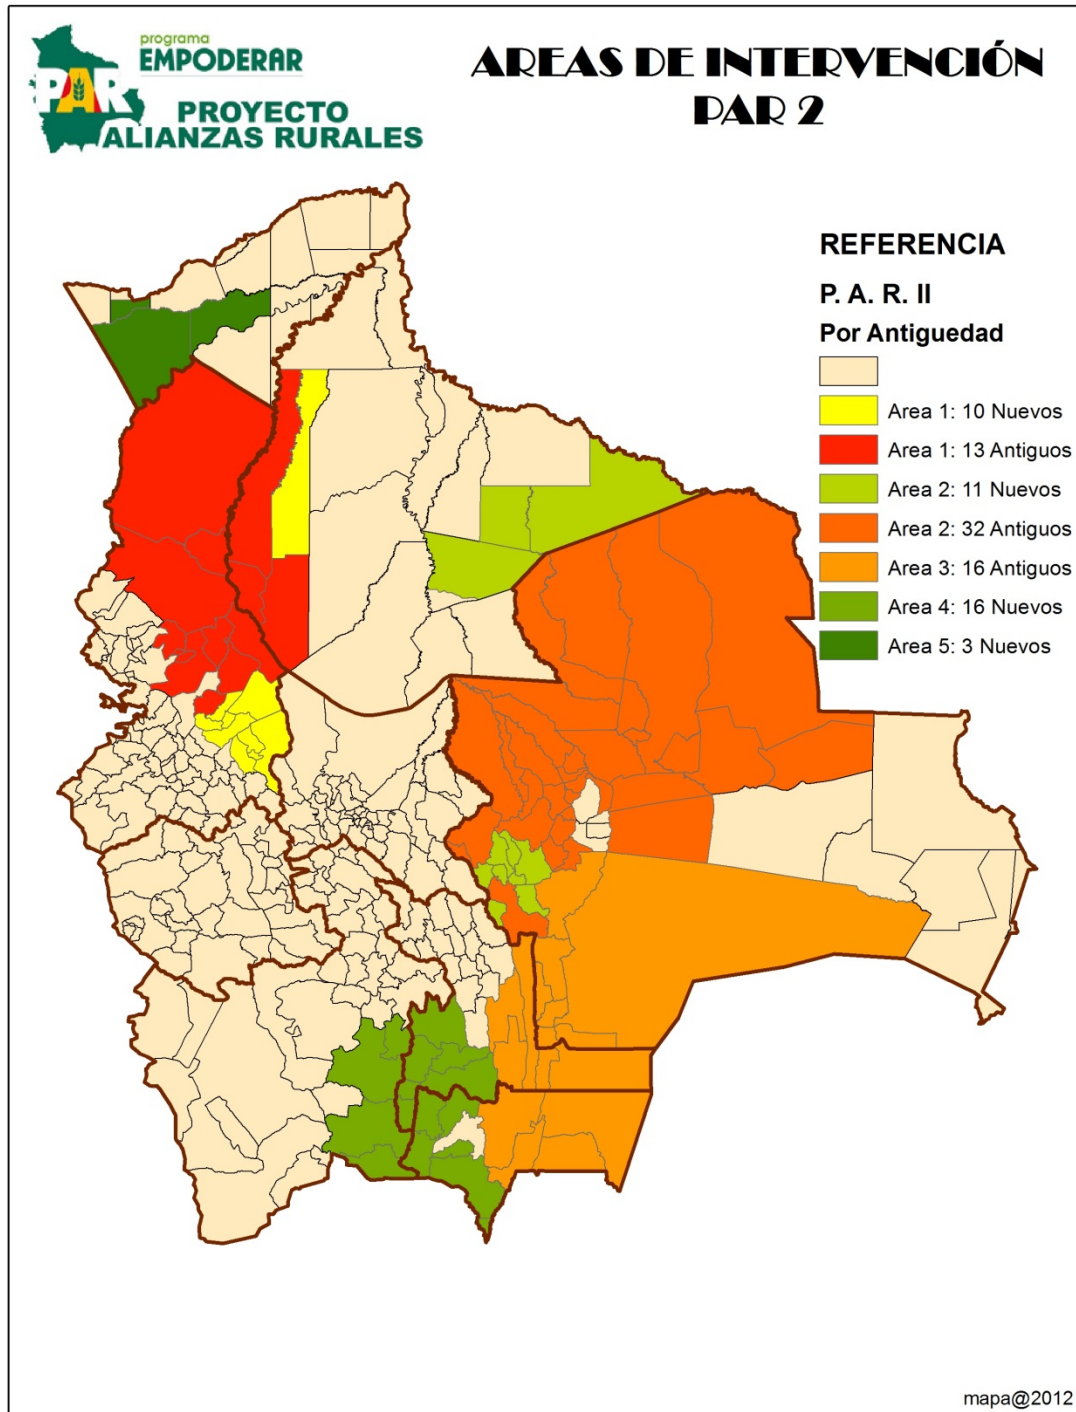 programa
EMPODERAR
PAR
PROYECTO
ALIANZAS RURALES
AREAS DE INTERVENCIÓN
PAR 2
REFERENCIA
P. A. R. II
Por Antiguedad
Area 1: 10 Nuevos
Area 1: 13 Antiguos
Area 2: 11 Nuevos
Area 2: 32 Antiguos
Area 3: 16 Antiguos
Area 4: 16 Nuevos
Area 5: 3 Nuevos
mapa@2012